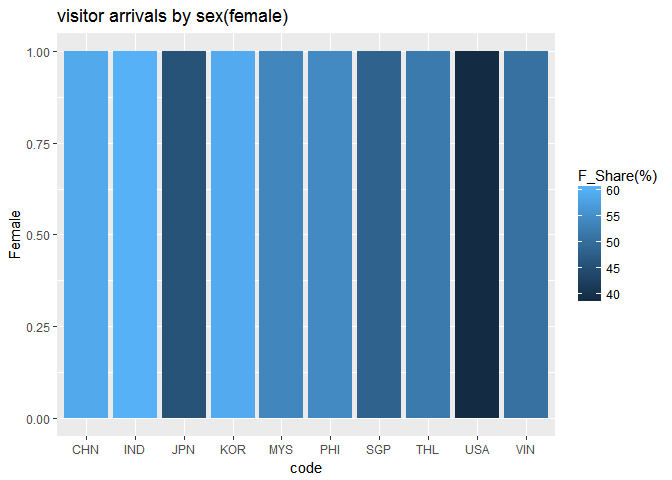 visitor arrivals by sex(female)
1.00
0.75
0.50
0.25
0.00
Female
CHN IND JPN KOR MYS PHI SGP THL USA VIN
code
F_Share(%)
60
55
50
45
40